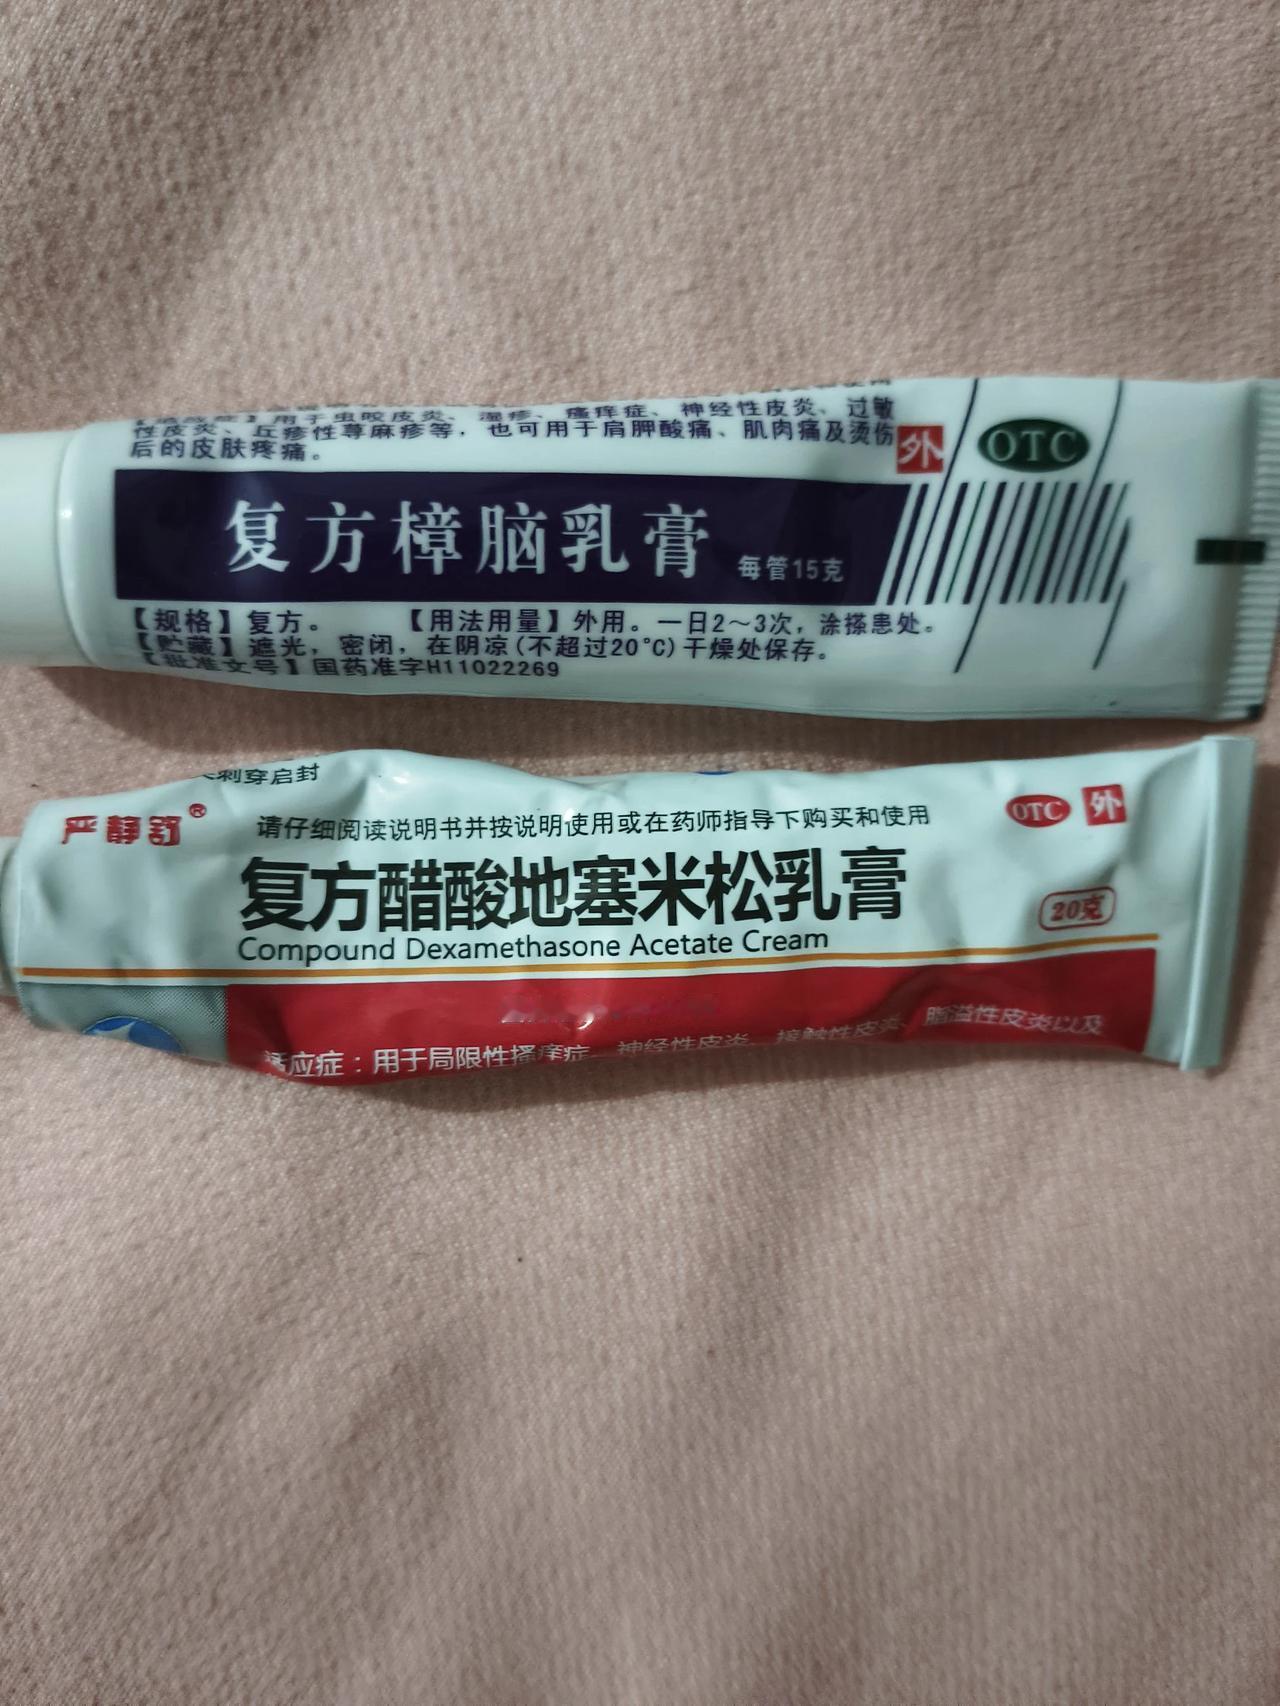 用于虫咬皮炎、湿疹、瘙痒症、神经性皮炎、过敏
性皮炎、丘疹性荨麻疹等，也可用于肩胛酸痛、肌肉痛及烫伤
后的皮肤疼痛。
外 OTC
复方樟脑乳膏 每管15克
【规格】复方。 【用法用量】外用。一日2～3次，涂搽患处。
【贮藏】遮光，密闭，在阴凉(不超过20°C)干燥处保存。
【批准文号】国药准字H11022269
刺穿启封
严静舒®
请仔细阅读说明书并按说明使用或在药师指导下购买和使用
OTC 外
复方醋酸地塞米松乳膏
20克
Compound Dexamethasone Acetate Cream
适应症：用于局限性搔痒症、神经性皮炎、接触性皮炎、脂溢性皮炎以及